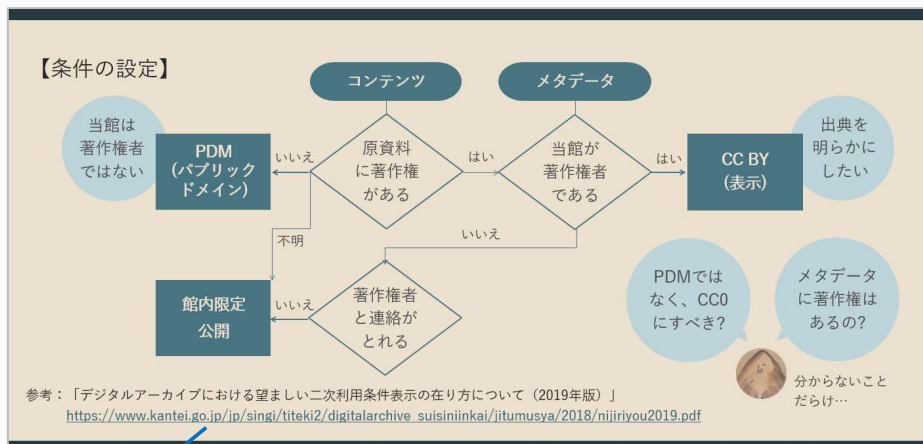 【条件の設定】
コンテンツ
メタデータ
当館は
著作権者
ではない
PDM
(パブリック
ドメイン)
いいえ
原資料
に著作権
がある
はい
当館が
著作権者
である
はい
CC BY
(表示)
出典を
明らかに
したい
不明
いいえ
館内限定
公開
いいえ
著作権者
と連絡が
とれる
PDMでは
なく、CC0
にすべき?
メタデータ
に著作権は
あるの?
分からないこと
だらけ…
参考：「デジタルアーカイブにおける望ましい二次利用条件表示の在り方について（2019年版）」
https://www.kantei.go.jp/jp/singi/titeki2/digitalarchive_suisiniinkai/jitumusya/2018/nijiriyou2019.pdf